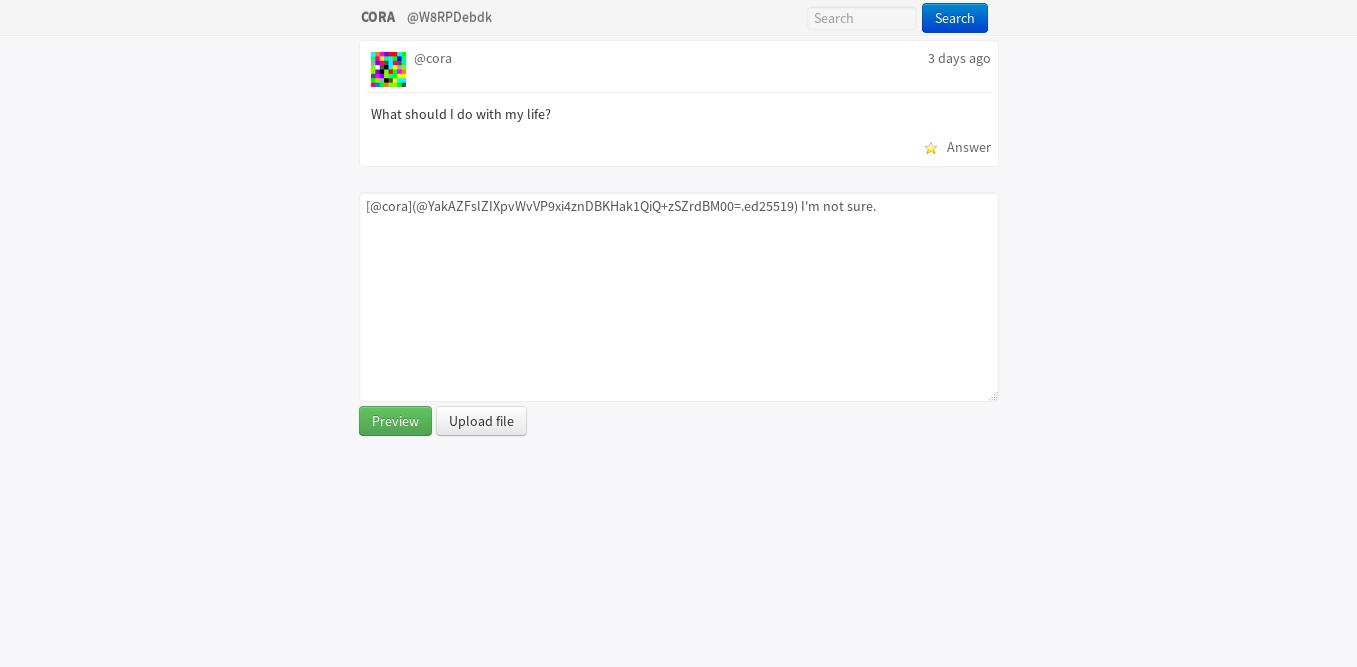 CORA @W8RPDebdk Search Search
@cora 3 days ago
What should I do with my life?
Answer
[@cora](@YakAZFslZIXpvWvVP9xi4znDBKHak1QiQ+zSZrdBM00=.ed25519) I'm not sure.
Preview Upload file